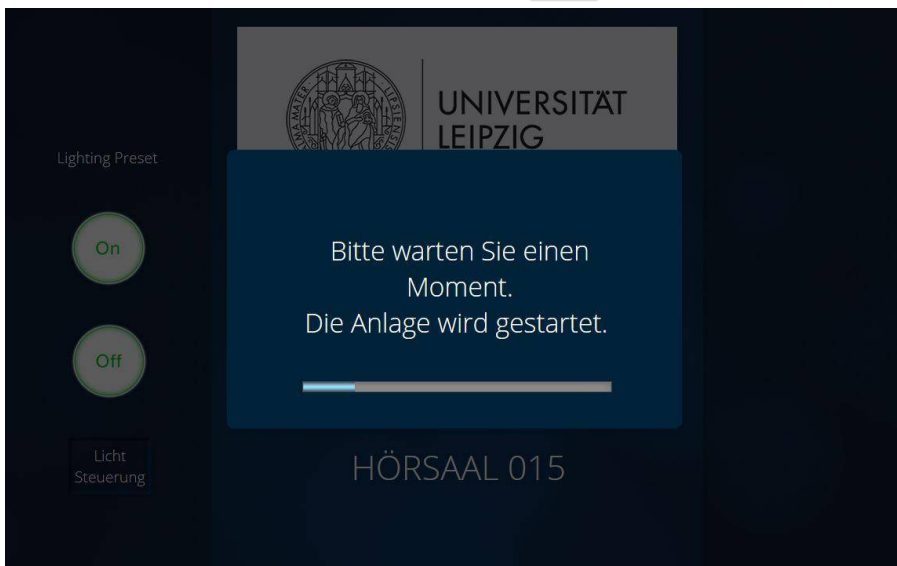 UNIVERSITÄT
LEIPZIG
Lighting Preset
On
Bitte warten Sie einen
Moment.
Die Anlage wird gestartet.
Off
Licht
Steuerung
HÖRSAAL 015